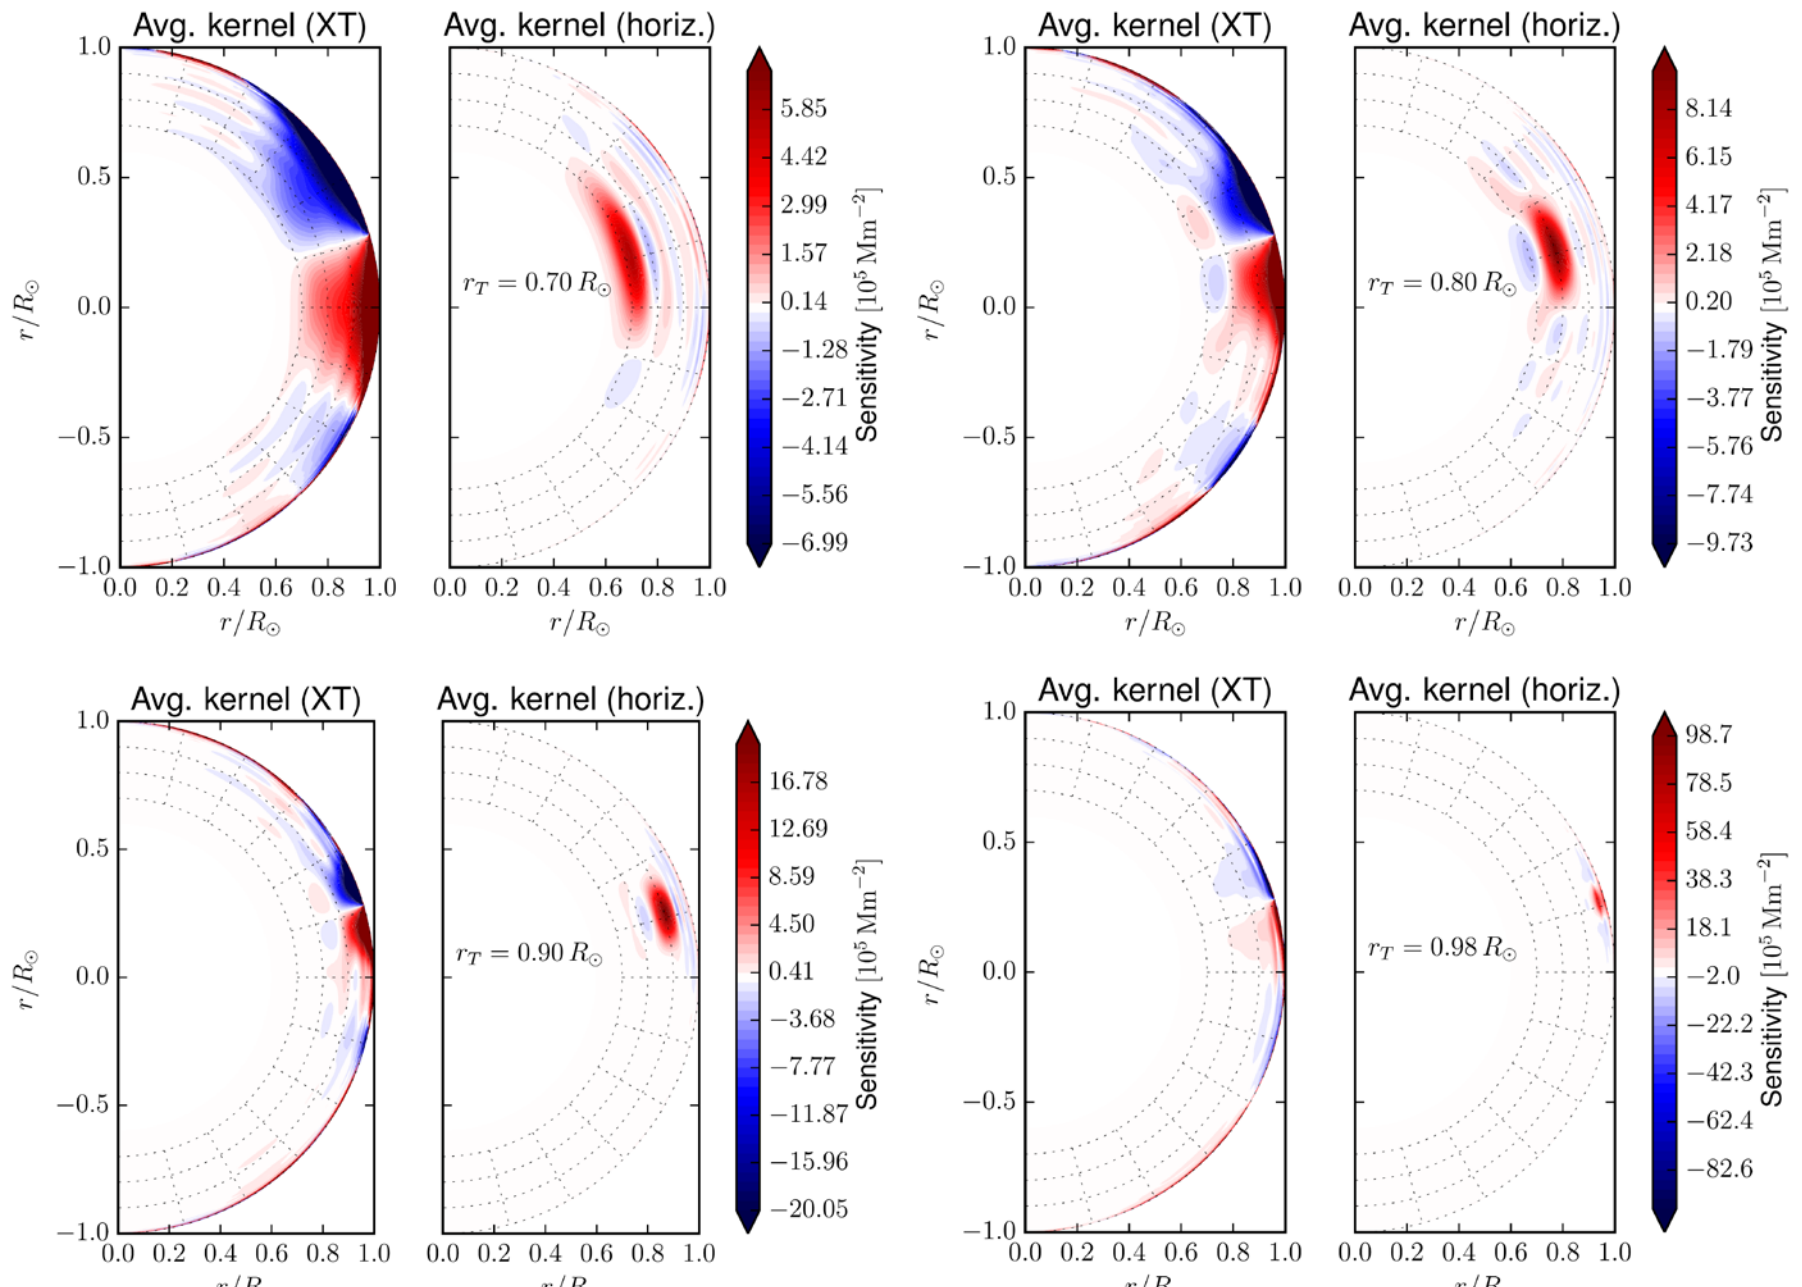 Avg. kernel (XT) Avg. kernel (horiz.)
1.0
0.5
0.0
−0.5
−1.0
r/R⊙
0.0 0.2 0.4 0.6 0.8 1.0
r/R⊙
r_T = 0.70 R⊙
0.0 0.2 0.4 0.6 0.8 1.0
r/R⊙
5.85
4.42
2.99
1.57
0.14
−1.28
−2.71
−4.14
−5.56
−6.99
Sensitivity [10⁵ Mm⁻²]
Avg. kernel (XT) Avg. kernel (horiz.)
1.0
0.5
0.0
−0.5
−1.0
r/R⊙
0.0 0.2 0.4 0.6 0.8 1.0
r/R⊙
r_T = 0.80 R⊙
0.0 0.2 0.4 0.6 0.8 1.0
r/R⊙
8.14
6.15
4.17
2.18
0.20
−1.79
−3.77
−5.76
−7.74
−9.73
Sensitivity [10⁵ Mm⁻²]
Avg. kernel (XT) Avg. kernel (horiz.)
1.0
0.5
0.0
−0.5
−1.0
r/R⊙
0.0 0.2 0.4 0.6 0.8 1.0
r_T = 0.90 R⊙
0.0 0.2 0.4 0.6 0.8 1.0
16.78
12.69
8.59
4.50
0.41
−3.68
−7.77
−11.87
−15.96
−20.05
Sensitivity [10⁵ Mm⁻²]
Avg. kernel (XT) Avg. kernel (horiz.)
1.0
0.5
0.0
−0.5
−1.0
r/R⊙
0.0 0.2 0.4 0.6 0.8 1.0
r_T = 0.98 R⊙
0.0 0.2 0.4 0.6 0.8 1.0
98.7
78.5
58.4
38.3
18.1
−2.0
−22.2
−42.3
−62.4
−82.6
Sensitivity [10⁵ Mm⁻²]